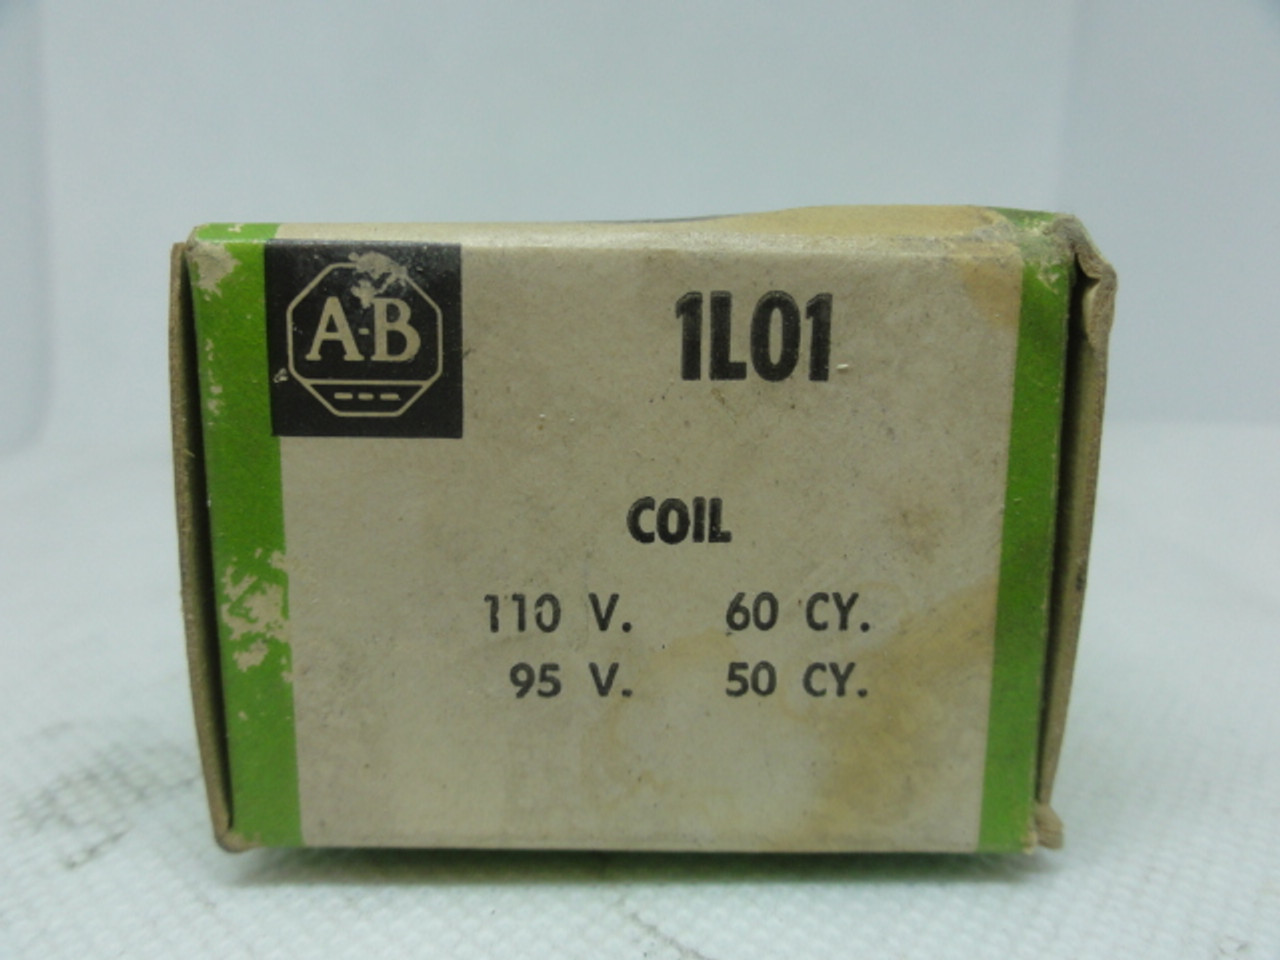 A-B
1L01
COIL
110 V. 60 CY.
95 V. 50 CY.